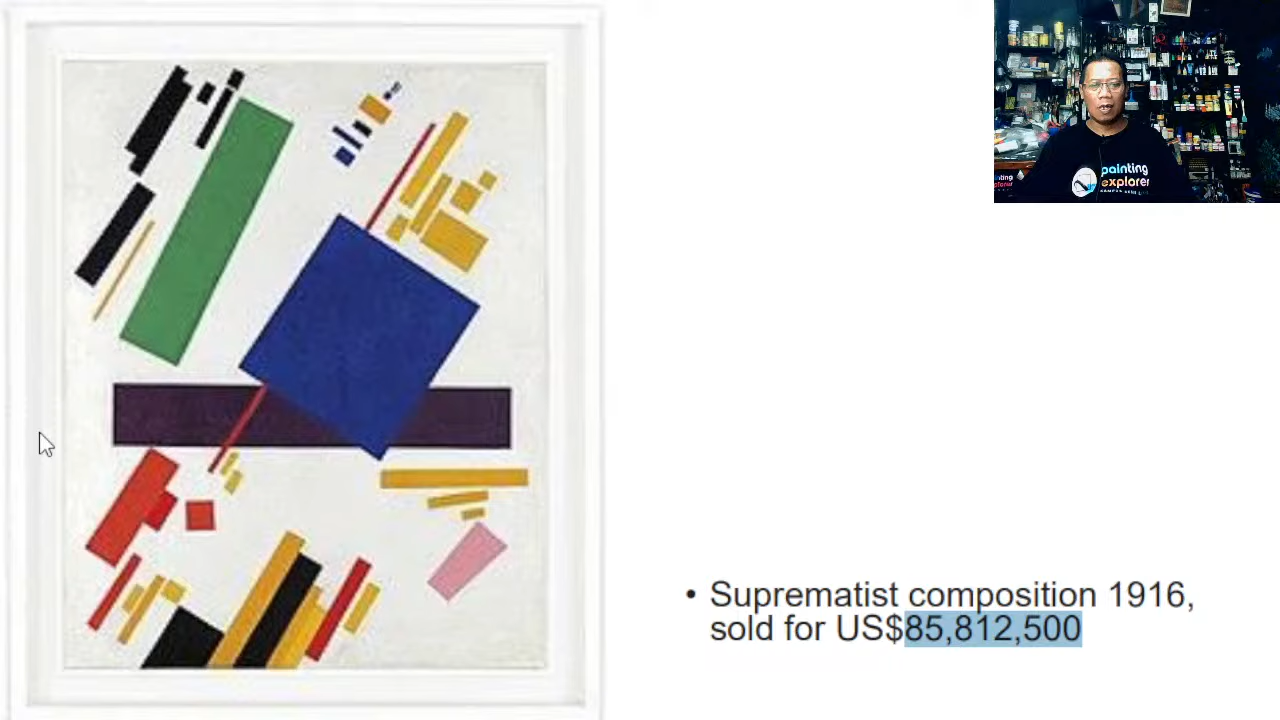 painting
explorer
• Suprematist composition 1916,
sold for US$85,812,500